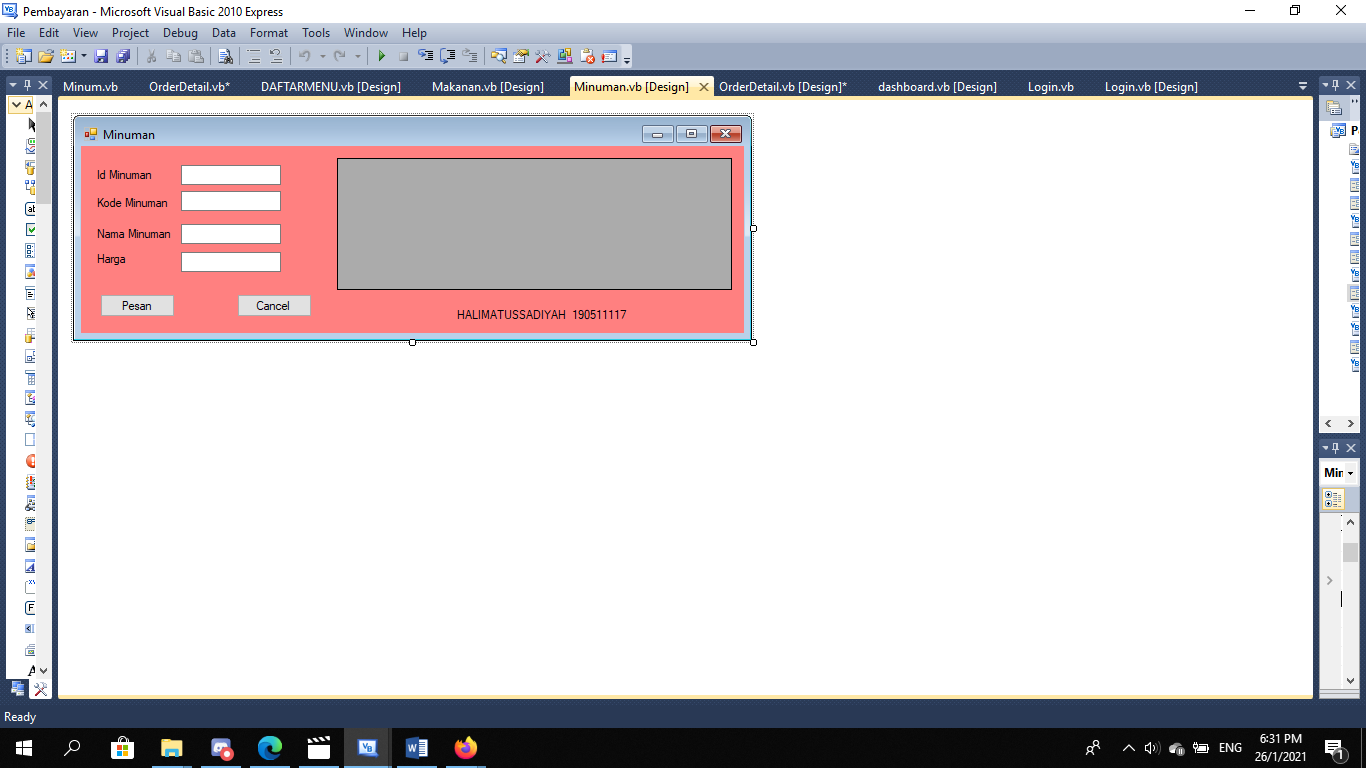 Pembayaran - Microsoft Visual Basic 2010 Express
File Edit View Project Debug Data Format Tools Window Help
Minum.vb OrderDetail.vb* DAFTARMENU.vb [Design] Makanan.vb [Design] Minuman.vb [Design] OrderDetail.vb [Design]* dashboard.vb [Design] Login.vb Login.vb [Design]
Minuman
Id Minuman
Kode Minuman
Nama Minuman
Harga
Pesan Cancel
HALIMATUSSADIYAH 190511117
Min
Ready
ENG
6:31 PM
26/1/2021
1